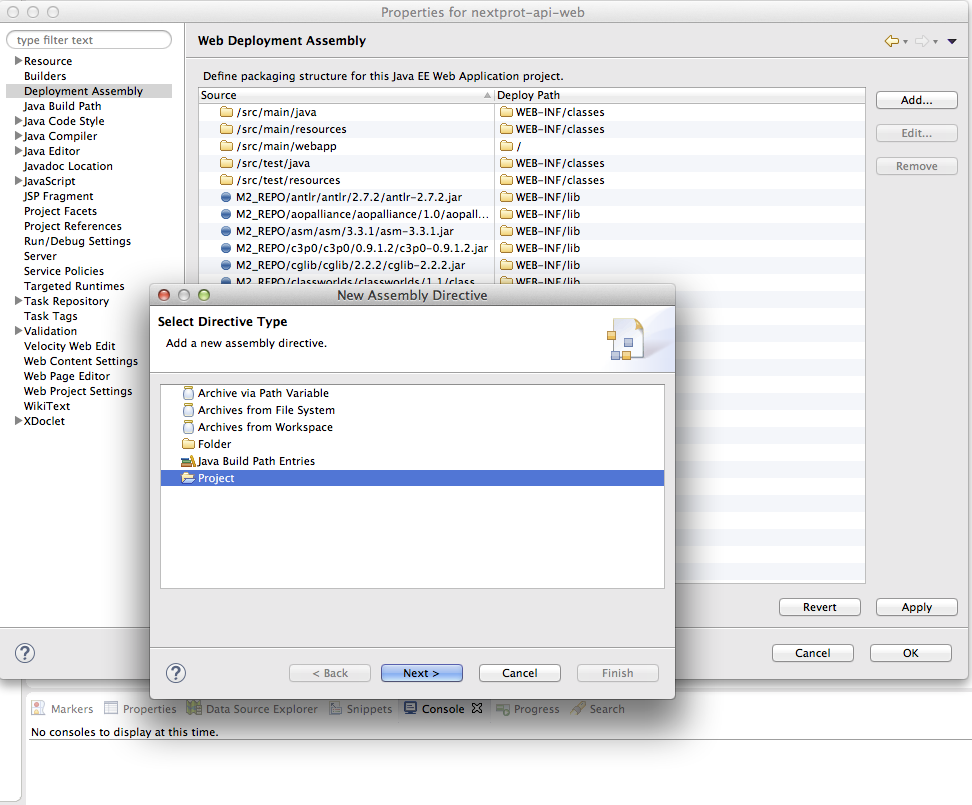 Properties for nextprot-api-web
type filter text
Resource
Builders
Deployment Assembly
Java Build Path
Java Code Style
Java Compiler
Java Editor
Javadoc Location
JavaScript
JSP Fragment
Project Facets
Project References
Run/Debug Settings
Server
Service Policies
Targeted Runtimes
Task Repository
Task Tags
Validation
Velocity Web Edit
Web Content Settings
Web Page Editor
Web Project Settings
WikiText
XDoclet
Web Deployment Assembly
Define packaging structure for this Java EE Web Application project.
Source Deploy Path
/src/main/java WEB-INF/classes
/src/main/resources WEB-INF/classes
/src/main/webapp /
/src/test/java WEB-INF/classes
/src/test/resources WEB-INF/classes
M2_REPO/antlr/antlr/2.7.2/antlr-2.7.2.jar WEB-INF/lib
M2_REPO/aopalliance/aopalliance/1.0/aopall... WEB-INF/lib
M2_REPO/asm/asm/3.3.1/asm-3.3.1.jar WEB-INF/lib
M2_REPO/c3p0/c3p0/0.9.1.2/c3p0-0.9.1.2.jar WEB-INF/lib
M2_REPO/cglib/cglib/2.2.2/cglib-2.2.2.jar WEB-INF/lib
M2_REPO/classworlds/classworlds/1.1/class... WEB-INF/lib
Add...
Edit...
Remove
New Assembly Directive
Select Directive Type
Add a new assembly directive.
Archive via Path Variable
Archives from File System
Archives from Workspace
Folder
Java Build Path Entries
Project
? < Back Next > Cancel Finish
Revert Apply
? Cancel OK
Markers Properties Data Source Explorer Snippets Console Progress Search
No consoles to display at this time.